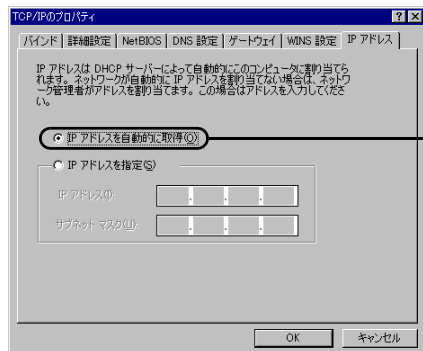 TCP/IPのプロパティ
バインド 詳細設定 NetBIOS DNS 設定 ゲートウェイ WINS 設定 IP アドレス
IP アドレスは DHCP サーバーによって自動的にこのコンピュータに割り当てら
れます。ネットワークが自動的に IP アドレスを割り当てない場合は、ネットワ
ーク管理者がアドレスを割り当てます。この場合はアドレスを入力してくださ
い。
IP アドレスを自動的に取得(O)
IP アドレスを指定(S)
IP アドレス(I):
サブネット マスク(U):
OK キャンセル